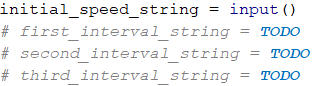 initial_speed_string = input()
# first_interval_string = TODO
# second_interval_string = TODO
# third_interval_string = TODO